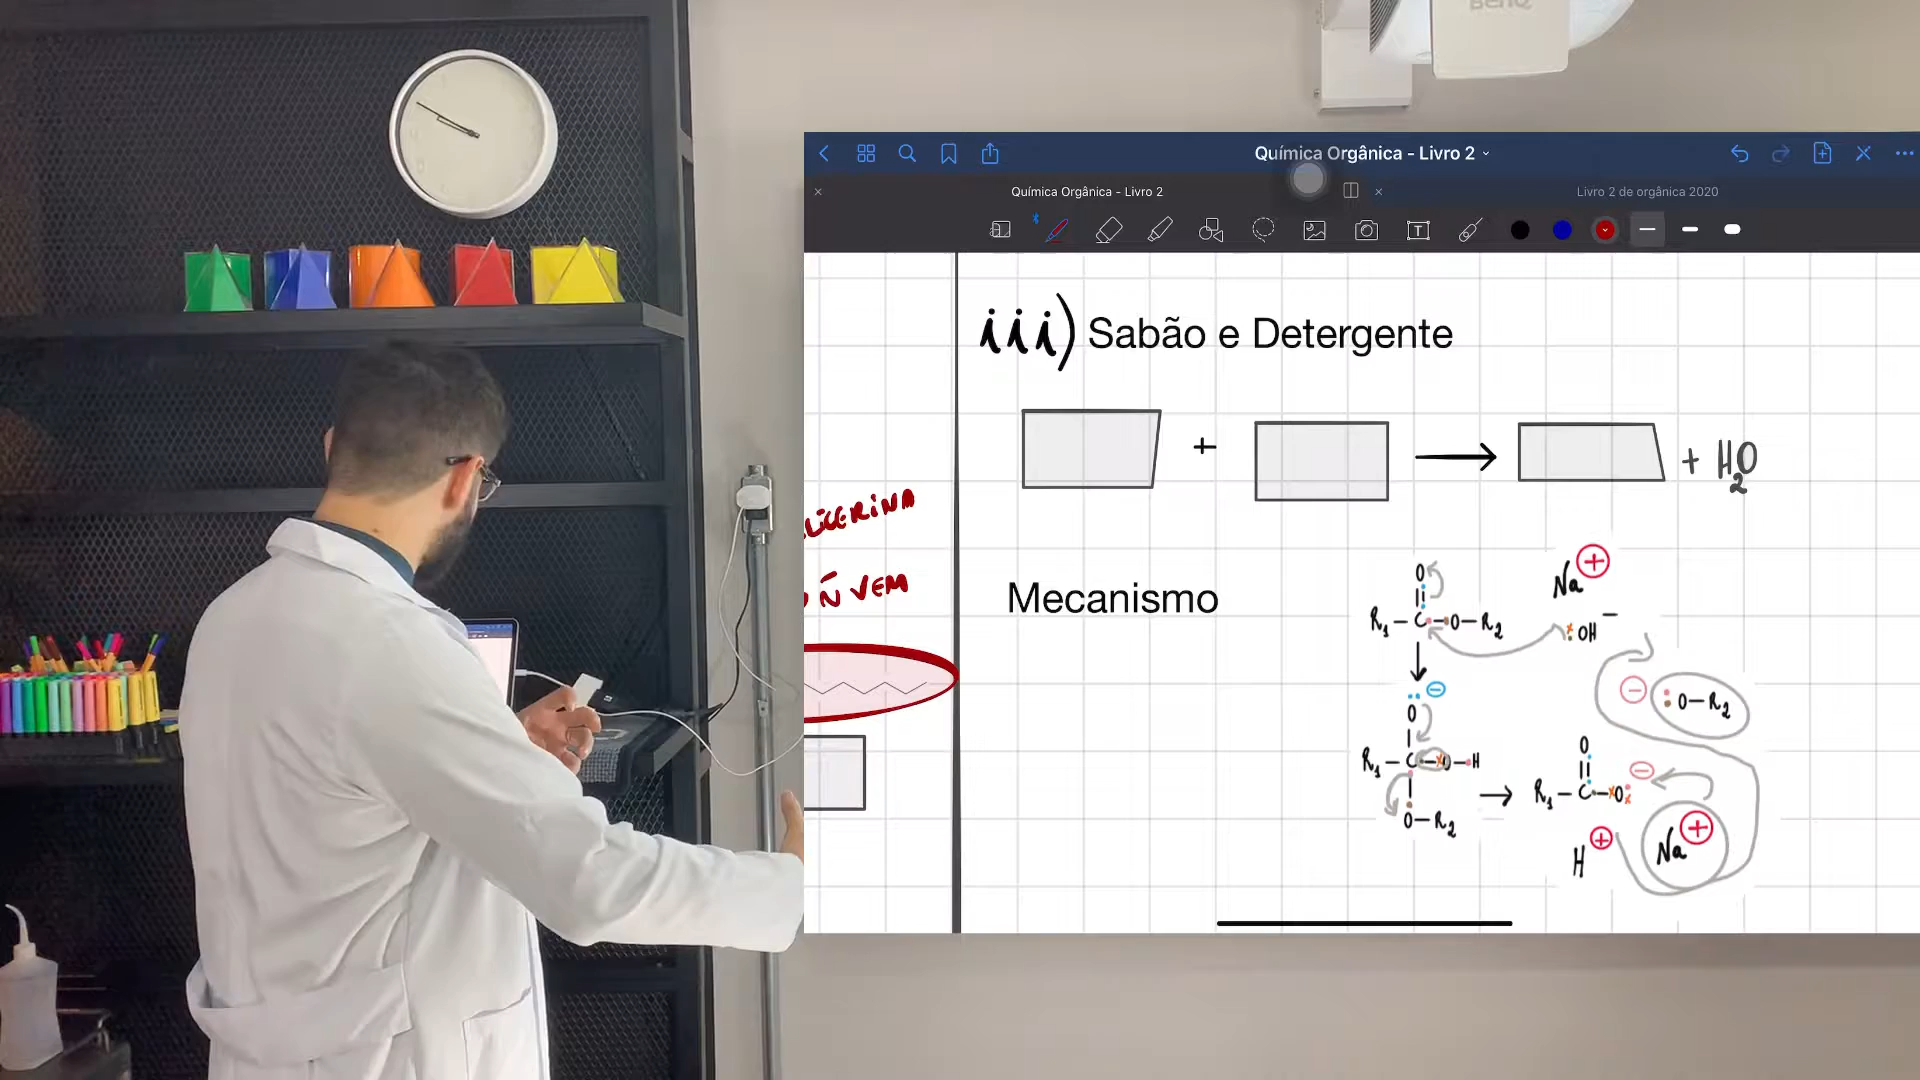 BenQ
Química Orgânica - Livro 2
Química Orgânica - Livro 2
Livro 2 de orgânica 2020
iii) Sabão e Detergente
+ → + H2O
Ñ VEM
Mecanismo
O
Na +
R1 – C – O – R2
:OH –
–
O
– :O – R2
R1 – C – O – H
O
–
→ R1 – C – O:
O – R2
H + Na +